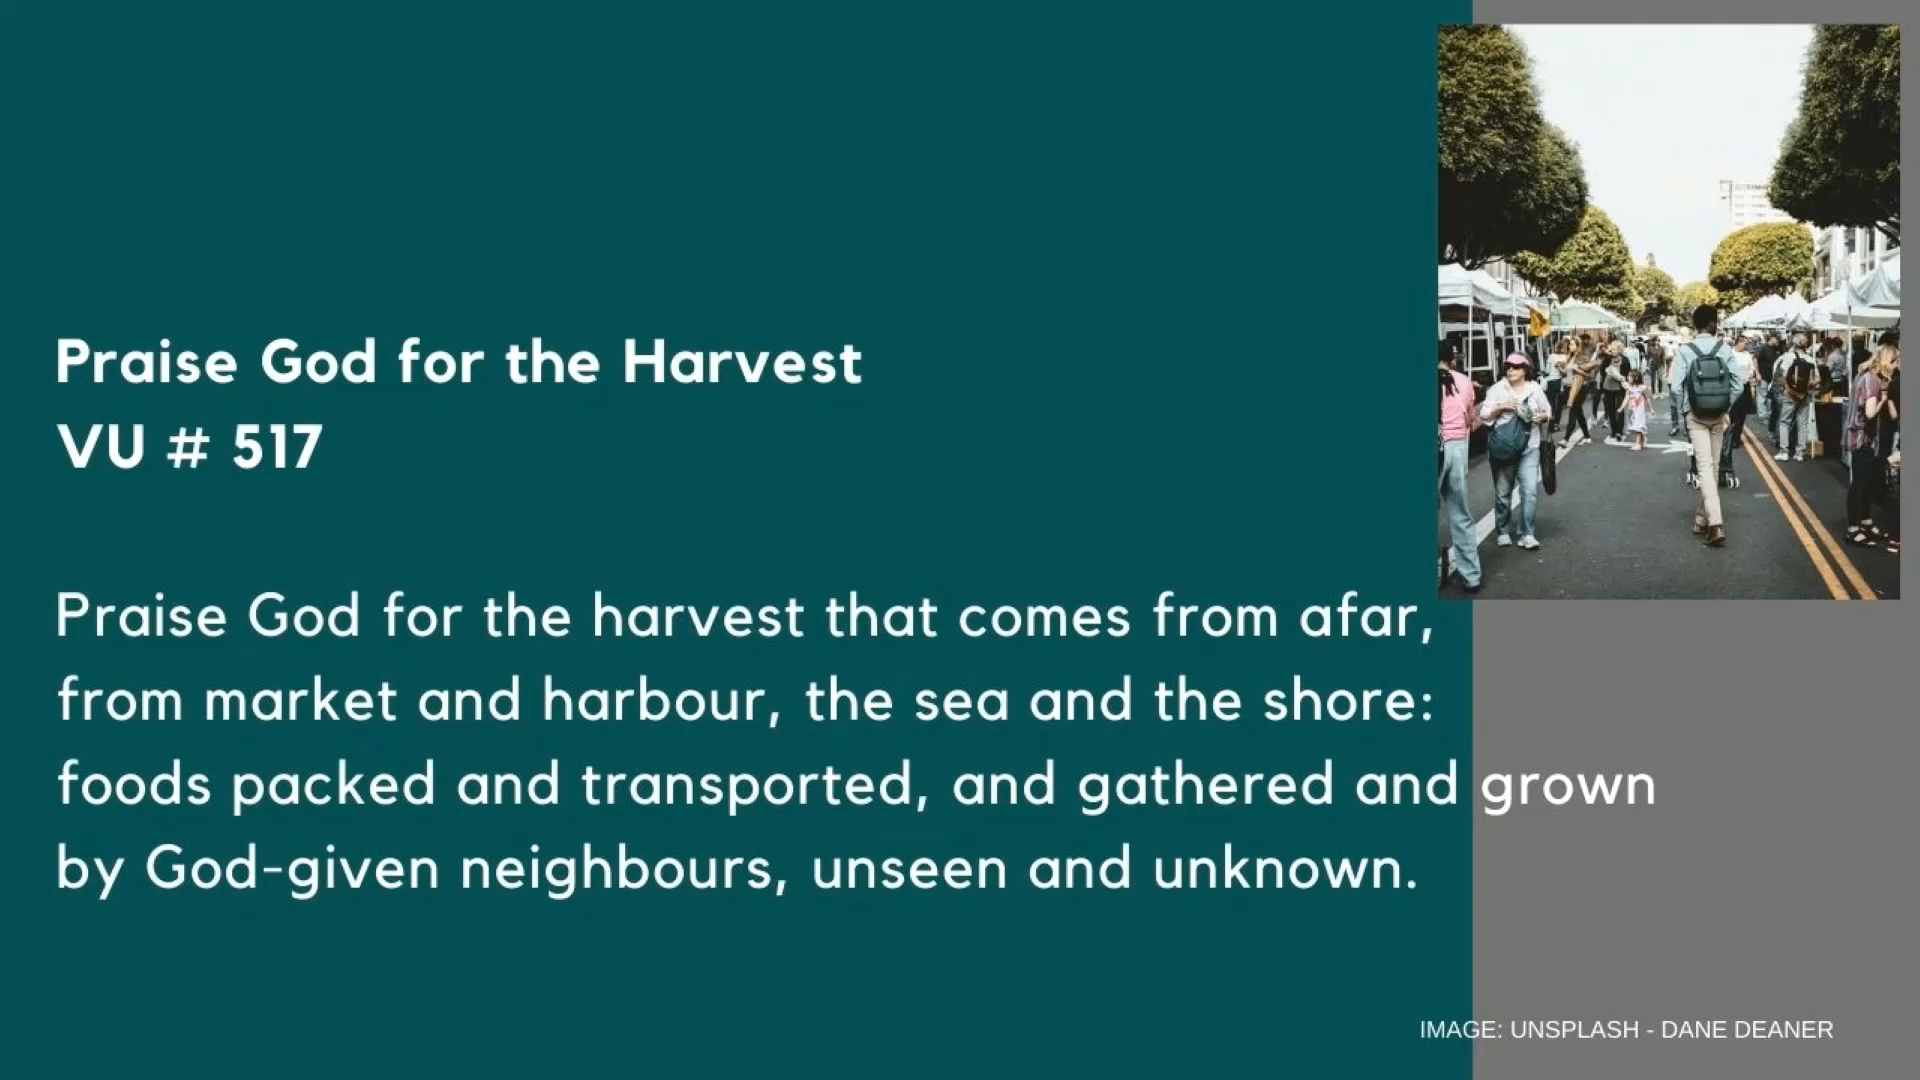 Praise God for the Harvest
VU # 517
Praise God for the harvest that comes from afar,
from market and harbour, the sea and the shore:
foods packed and transported, and gathered and grown
by God-given neighbours, unseen and unknown.
IMAGE: UNSPLASH - DANE DEANER